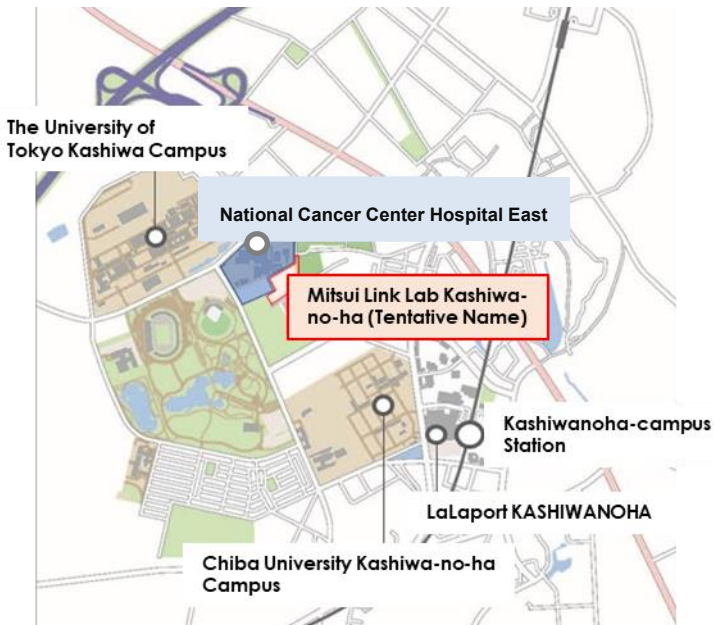 The University of
Tokyo Kashiwa Campus
National Cancer Center Hospital East
Mitsui Link Lab Kashiwa-
no-ha (Tentative Name)
Kashiwanoha-campus
Station
LaLaport KASHIWANOHA
Chiba University Kashiwa-no-ha
Campus